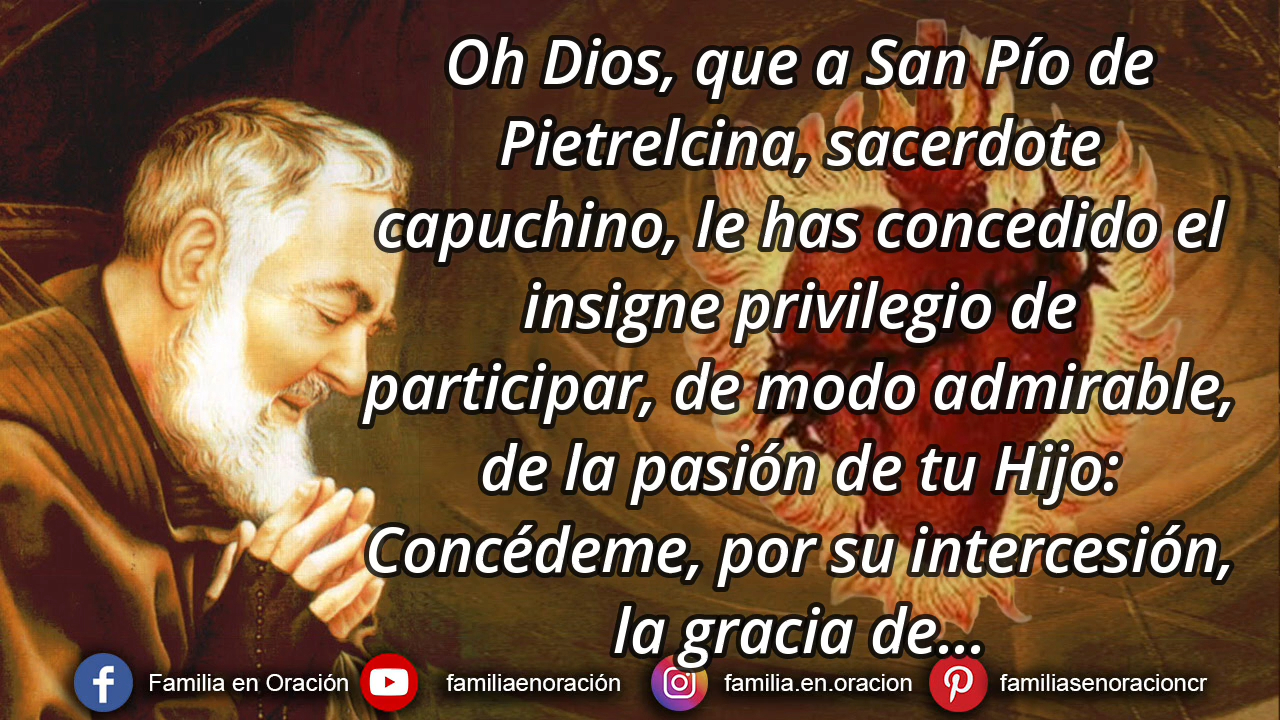 Oh Dios, que a San Pío de
Pietrelcina, sacerdote
capuchino, le has concedido el
insigne privilegio de
participar, de modo admirable,
de la pasión de tu Hijo:
Concédeme, por su intercesión,
la gracia de...
Familia en Oración familiaenoración familia.en.oracion familiasenoracioncr